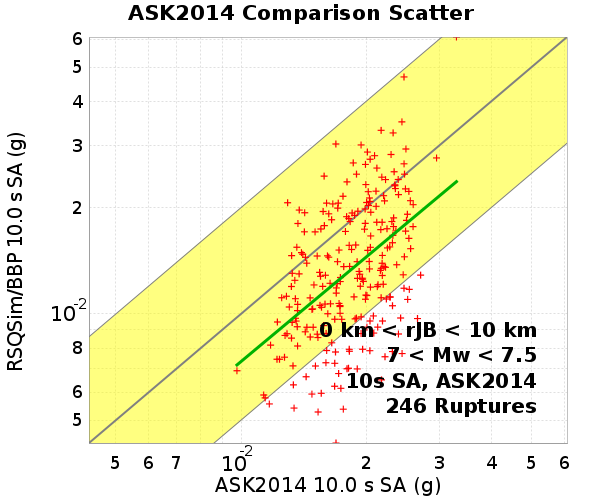 ASK2014 Comparison Scatter
RSQSim/BBP 10.0 s SA (g)
6
5
4
3
2
10-2
8
7
6
5
0 km < rJB < 10 km
7 < Mw < 7.5
10s SA, ASK2014
246 Ruptures
5 6 7 10-2 2 3 4 5 6
ASK2014 10.0 s SA (g)